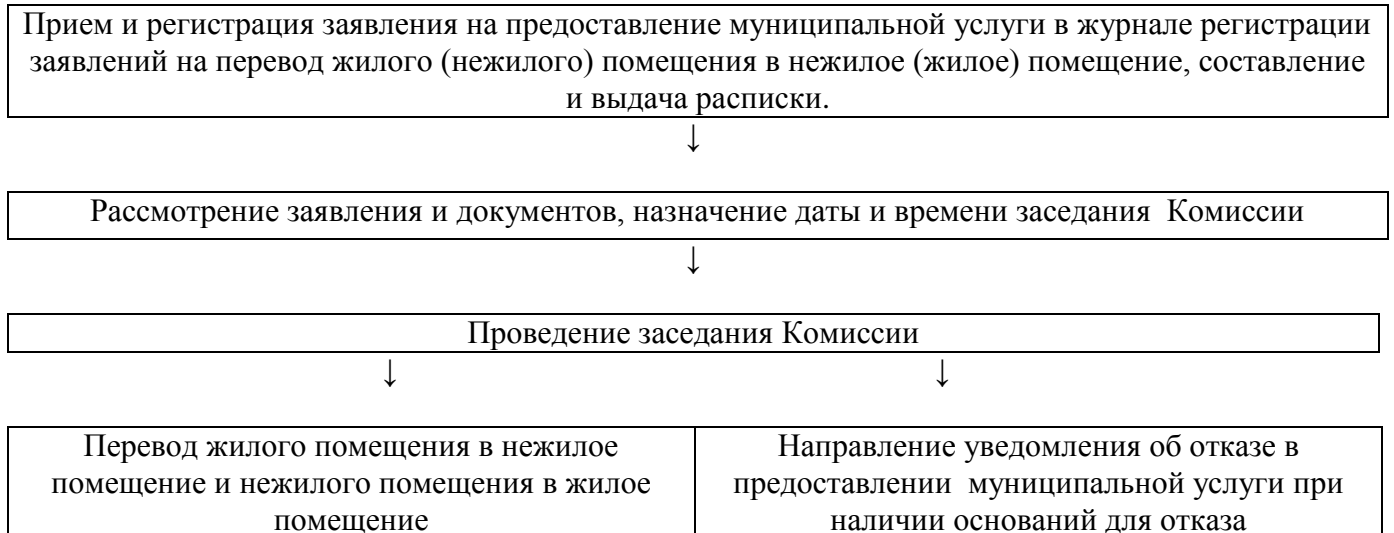 Прием и регистрация заявления на предоставление муниципальной услуги в журнале регистрации
заявлений на перевод жилого (нежилого) помещения в нежилое (жилое) помещение, составление
и выдача расписки.
↓
Рассмотрение заявления и документов, назначение даты и времени заседания Комиссии
↓
Проведение заседания Комиссии
↓ ↓
Перевод жилого помещения в нежилое
помещение и нежилого помещения в жилое
помещение
Направление уведомления об отказе в
предоставлении муниципальной услуги при
наличии оснований для отказа